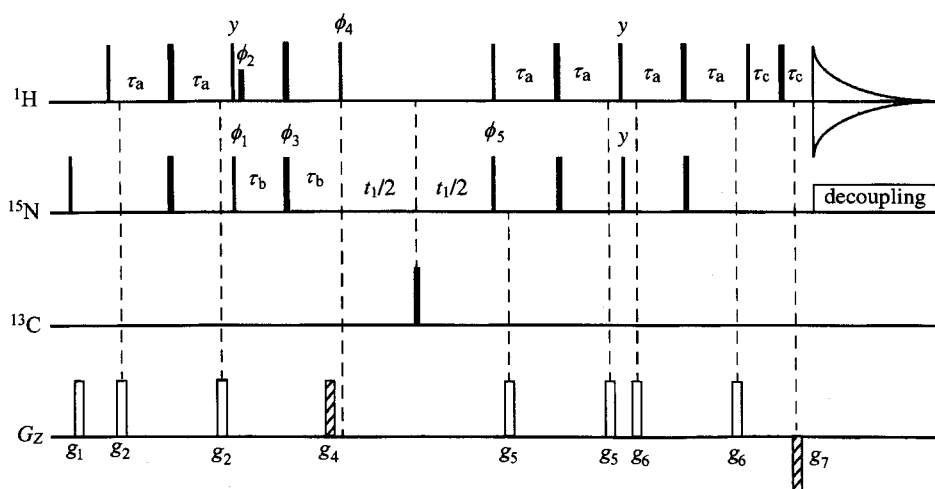 y ϕ4 y
ϕ2
τa τa τa τa τa τa τc τc
1H
ϕ1 ϕ3 ϕ5 y
τb τb t1/2 t1/2
15N decoupling
13C
GZ
g1 g2 g2 g4 g5 g5 g6 g6 g7